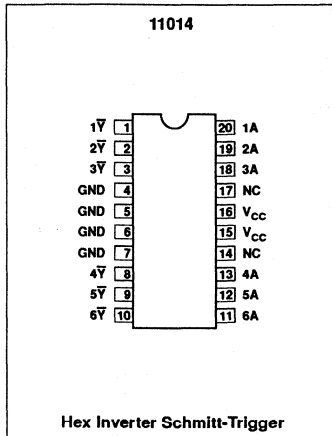 11014
1Y̅ 1 20 1A
2Y̅ 2 19 2A
3Y̅ 3 18 3A
GND 4 17 NC
GND 5 16 VCC
GND 6 15 VCC
GND 7 14 NC
4Y̅ 8 13 4A
5Y̅ 9 12 5A
6Y̅ 10 11 6A
Hex Inverter Schmitt-Trigger